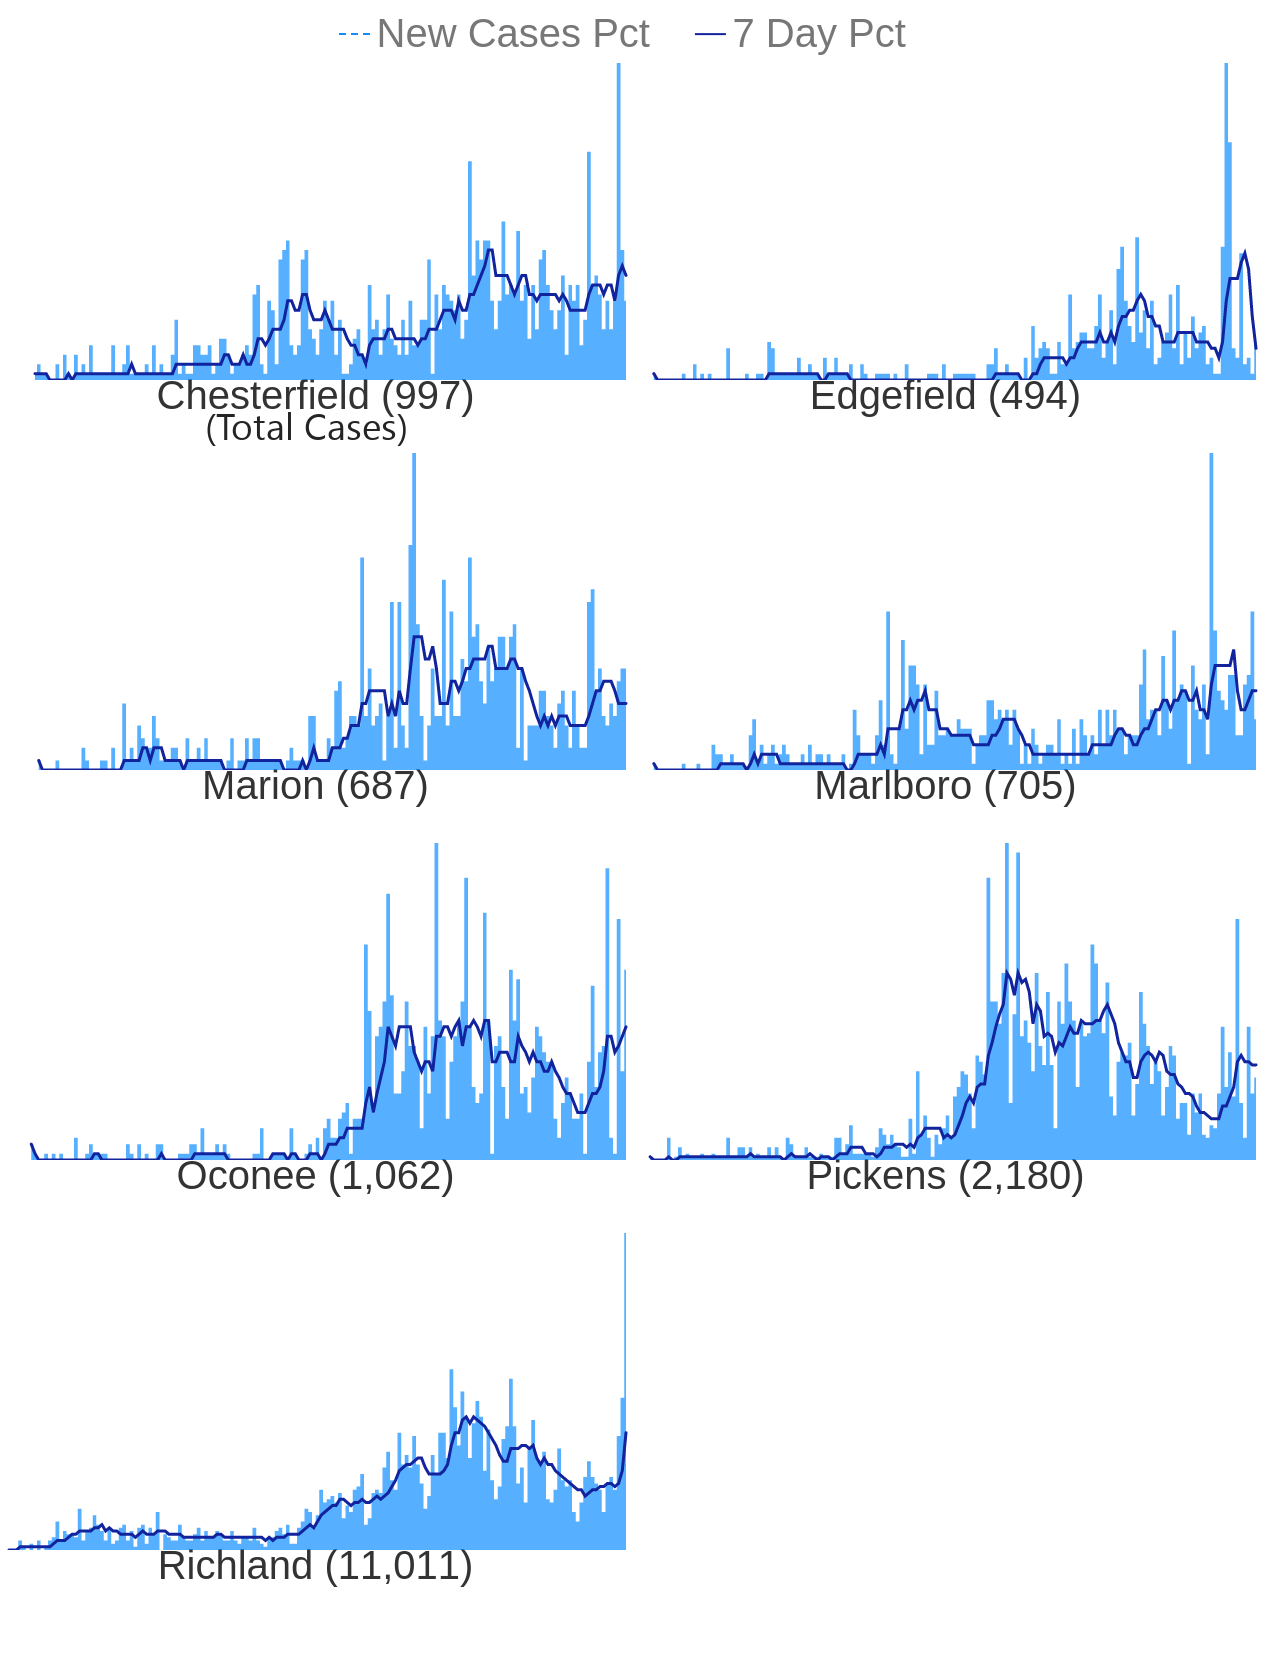 New Cases Pct 7 Day Pct
Chesterfield (997) Edgefield (494)
(Total Cases)
Marion (687) Marlboro (705)
Oconee (1,062) Pickens (2,180)
Richland (11,011)